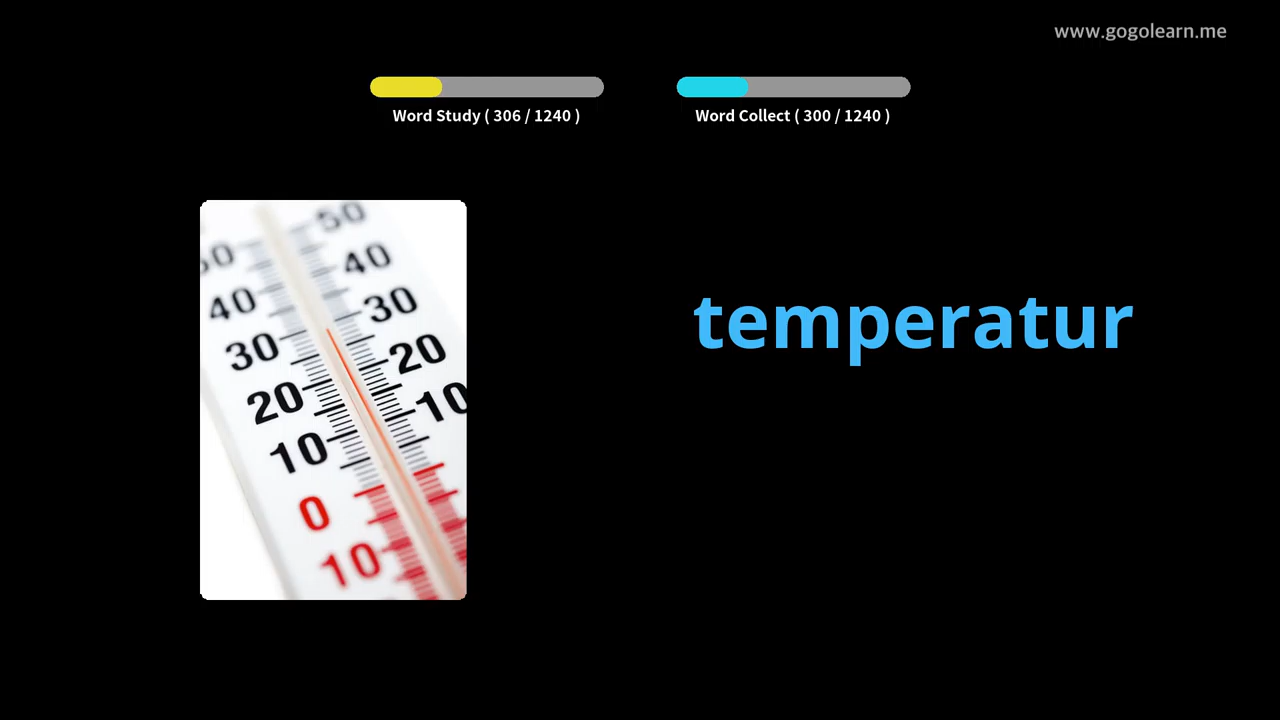 www.gogolearn.me
Word Study ( 306 / 1240 )
Word Collect ( 300 / 1240 )
50
50 40
40 30
30 20
20 10
10
0
10
temperatur